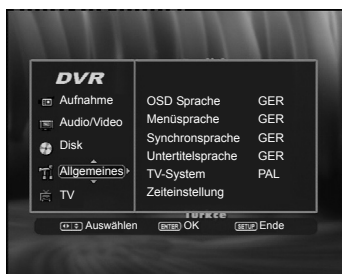 DVR
Aufnahme
Audio/Video
Disk
Allgemeines
TV
OSD Sprache GER
Menüsprache GER
Synchronsprache GER
Untertitelsprache GER
TV-System PAL
Zeiteinstellung
Türkçe
Auswählen ENTER OK SETUP Ende